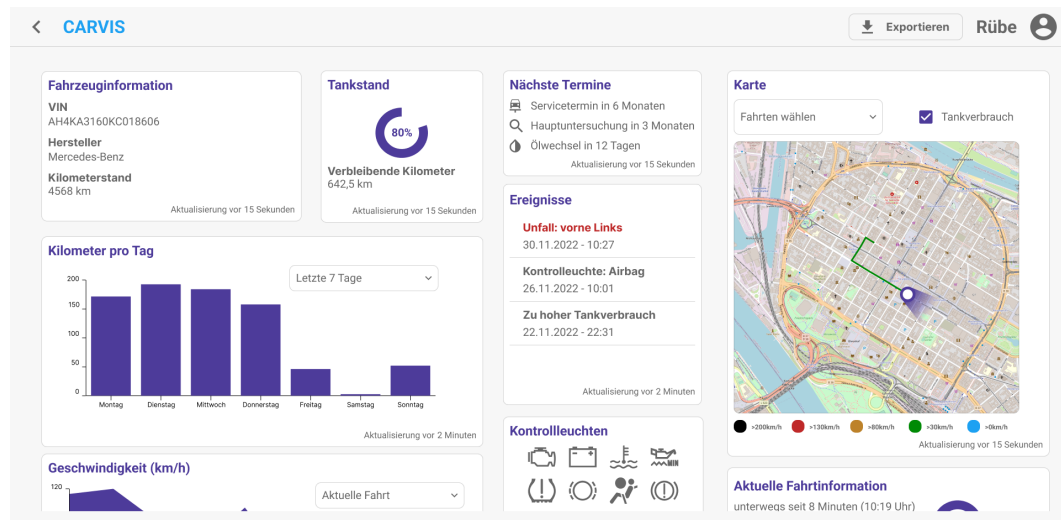 CARVIS
Exportieren
Rübe
Fahrzeuginformation
VIN
AH4KA3160KC018606
Hersteller
Mercedes-Benz
Kilometerstand
4568 km
Aktualisierung vor 15 Sekunden
Tankstand
80%
Verbleibende Kilometer
642,5 km
Aktualisierung vor 15 Sekunden
Nächste Termine
Servicetermin in 6 Monaten
Hauptuntersuchung in 3 Monaten
Ölwechsel in 12 Tagen
Aktualisierung vor 15 Sekunden
Ereignisse
Unfall: vorne Links
30.11.2022 - 10:27
Kontrolleuchte: Airbag
26.11.2022 - 10:01
Zu hoher Tankverbrauch
22.11.2022 - 22:31
Aktualisierung vor 2 Minuten
Karte
Fahrten wählen
Tankverbrauch
>200km/h >130km/h >80km/h >30km/h >0km/h
Aktualisierung vor 15 Sekunden
Kilometer pro Tag
Letzte 7 Tage
200
150
100
50
0
Montag Dienstag Mittwoch Donnerstag Freitag Samstag Sonntag
Aktualisierung vor 2 Minuten
Kontrollleuchten
MIN
Geschwindigkeit (km/h)
120
Aktuelle Fahrt
Aktuelle Fahrtinformation
unterwegs seit 8 Minuten (10:19 Uhr)